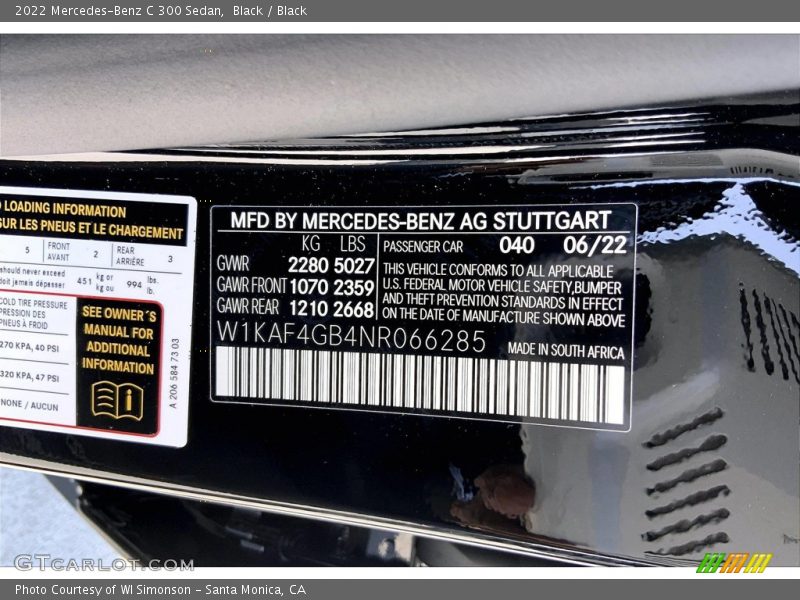 2022 Mercedes-Benz C 300 Sedan, Black / Black
LOADING INFORMATION
SUR LES PNEUS ET LE CHARGEMENT
5 FRONT AVANT 2 REAR ARRIÈRE 3
should never exceed
doit jamais dépasser 451 kg or kg ou 994 lbs. lb.
COLD TIRE PRESSURE
PRESSION DES
PNEUS À FROID
270 KPA, 40 PSI
320 KPA, 47 PSI
NONE / AUCUN
SEE OWNER´S
MANUAL FOR
ADDITIONAL
INFORMATION
A 206 584 73 03
MFD BY MERCEDES-BENZ AG STUTTGART
KG LBS
GWR 2280 5027
GAWR FRONT 1070 2359
GAWR REAR 1210 2668
PASSENGER CAR 040 06/22
THIS VEHICLE CONFORMS TO ALL APPLICABLE
U.S. FEDERAL MOTOR VEHICLE SAFETY,BUMPER
AND THEFT PREVENTION STANDARDS IN EFFECT
ON THE DATE OF MANUFACTURE SHOWN ABOVE
W1KAF4GB4NR066285
MADE IN SOUTH AFRICA
GTcarlot.com
Photo Courtesy of WI Simonson - Santa Monica, CA